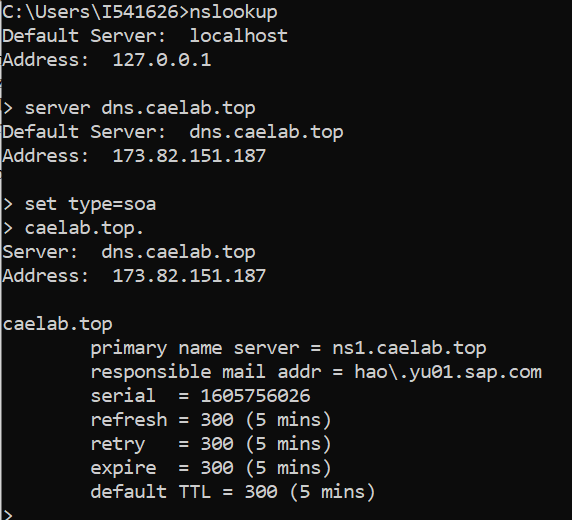 C:\Users\I541626>nslookup
Default Server:  localhost
Address:  127.0.0.1
> server dns.caelab.top
Default Server:  dns.caelab.top
Address:  173.82.151.187
> set type=soa
> caelab.top.
Server:  dns.caelab.top
Address:  173.82.151.187
caelab.top
        primary name server = ns1.caelab.top
        responsible mail addr = hao\.yu01.sap.com
        serial  = 1605756026
        refresh = 300 (5 mins)
        retry   = 300 (5 mins)
        expire  = 300 (5 mins)
        default TTL = 300 (5 mins)
>